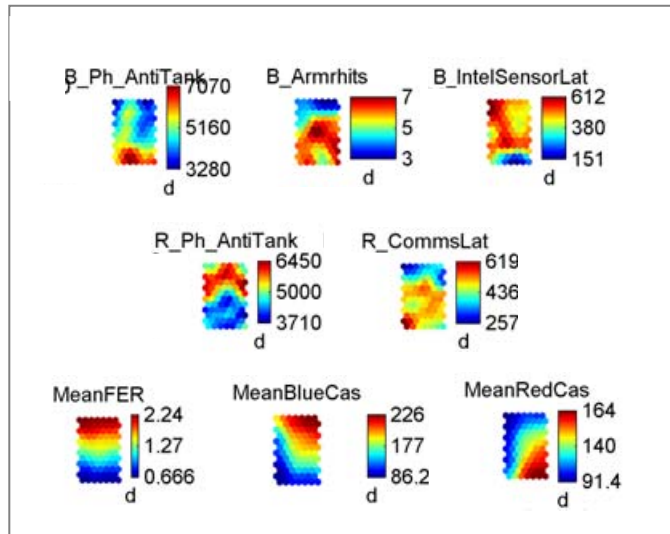 B_Ph_AntiTank B_Armrhits B_IntelSensorLat
7070 7 612
5160 5 380
3280 3 151
d d d
R_Ph_AntiTank R_CommsLat
6450 619
5000 436
3710 257
d d
MeanFER MeanBlueCas MeanRedCas
2.24 226 164
1.27 177 140
0.666 86.2 91.4
d d d